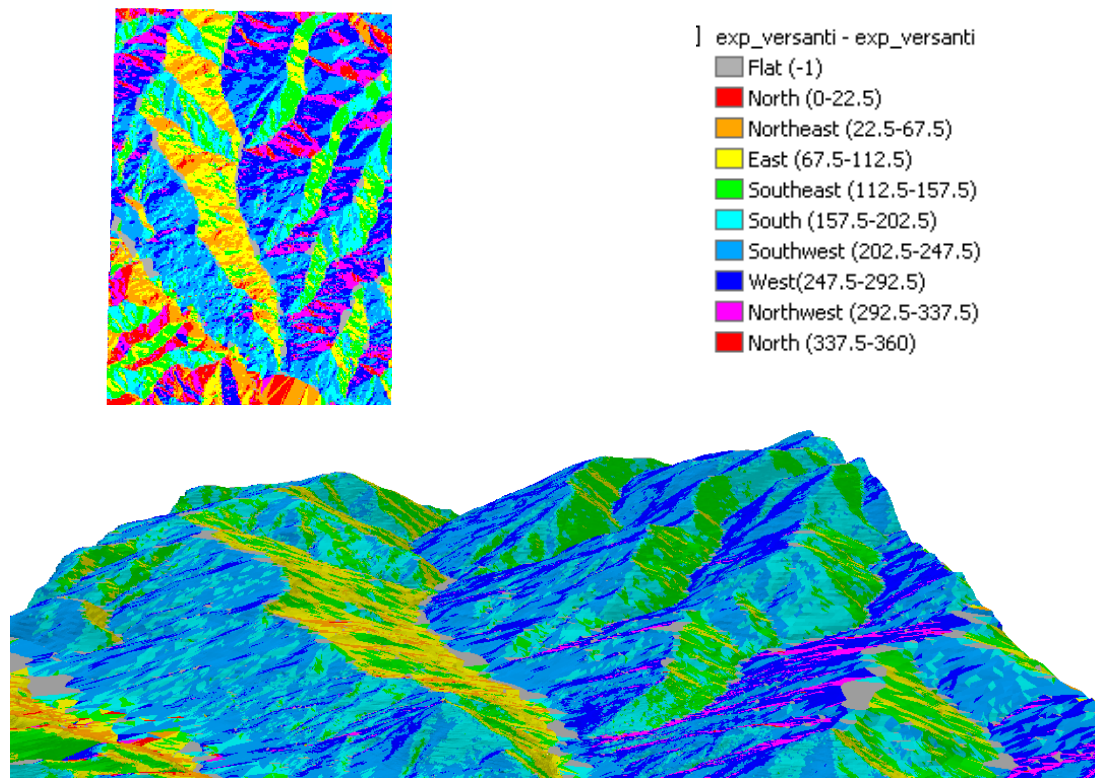 ] exp_versanti - exp_versanti
Flat (-1)
North (0-22.5)
Northeast (22.5-67.5)
East (67.5-112.5)
Southeast (112.5-157.5)
South (157.5-202.5)
Southwest (202.5-247.5)
West(247.5-292.5)
Northwest (292.5-337.5)
North (337.5-360)